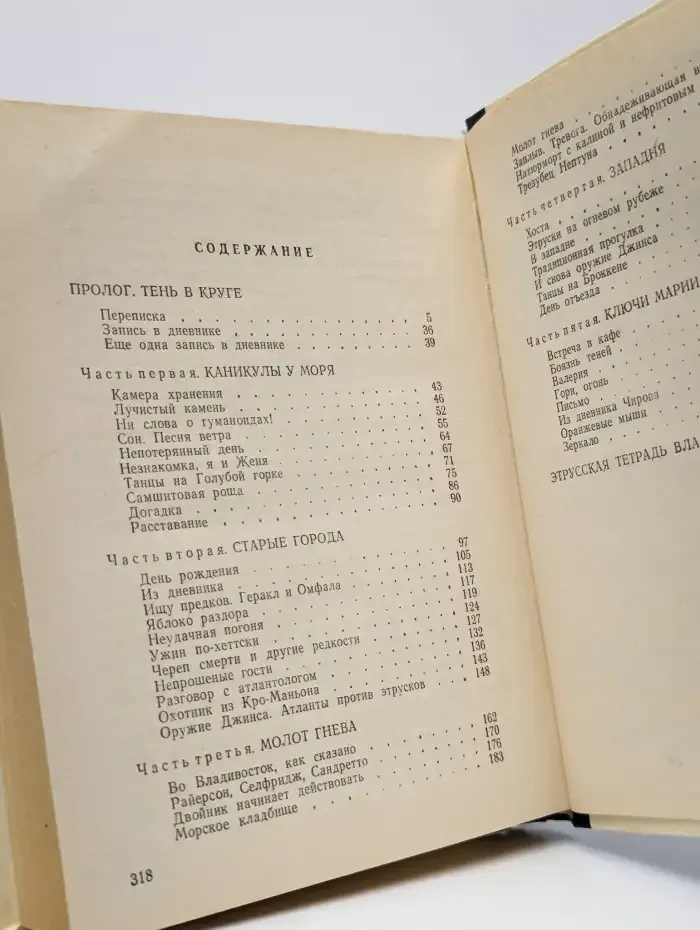 СОДЕРЖАНИЕ
ПРОЛОГ. ТЕНЬ В КРУГЕ
Переписка . . . . . . . . . . . . 5
Запись в дневнике . . . . . . . . . . 36
Еще одна запись в дневнике . . . . . . . . 39
Часть первая. КАНИКУЛЫ У МОРЯ
Камера хранения . . . . . . . . . . 43
Лучистый камень . . . . . . . . . . 46
Ни слова о гуманоидах! . . . . . . . . 52
Сон. Песня ветра . . . . . . . . . . 55
Непотерянный день . . . . . . . . . . 64
Незнакомка, я и Женя . . . . . . . . . 67
Танцы на Голубой горке . . . . . . . . 71
Самшитовая роща . . . . . . . . . . 75
Догадка . . . . . . . . . . . . 86
Расставание . . . . . . . . . . . 90
Часть вторая. СТАРЫЕ ГОРОДА
День рождения . . . . . . . . . . 97
Из дневника . . . . . . . . . . . 105
Ищу предков. Геракл и Омфала . . . . . . 113
Яблоко раздора . . . . . . . . . . 117
Неудачная погоня . . . . . . . . . . 119
Ужин по-хеттски . . . . . . . . . . 124
Череп смерти и другие редкости . . . . . . 127
Непрошеные гости . . . . . . . . . . 132
Разговор с атлантологом . . . . . . . . 136
Охотник из Кро-Маньона . . . . . . . . 143
Оружие Джинса. Атланты против этрусков . . . 148
Часть третья. МОЛОТ ГНЕВА
Во Владивосток, как сказано . . . . . . . 162
Райерсон, Селфридж, Сандретто . . . . . . 170
Двойник начинает действовать . . . . . . 176
Морское кладбище . . . . . . . . . . 183
318
Молот гнева . . . . . .
Заплыв. Тревога. Обнадеживающая
Натюрморт с калиной и нефритовым
Трезубец Нептуна . . . . .
Часть четвертая. ЗАПАДНЯ
Хоста . . . . . . .
Этруски на огневом рубеже
В западне . . . . . .
Традиционная прогулка
И снова оружие Джинса
Танцы на Броккене . . . .
День отъезда . . . . .
Часть пятая. КЛЮЧИ МАРИИ
Встреча в кафе . . . . .
Боязнь теней . . . . .
Валерия . . . . . .
Гори, огонь . . . . .
Письмо . . . . . .
Из дневника Чирова . . . .
Оранжевые мыши . . . . .
Зеркало . . . . . .
ЭТРУССКАЯ ТЕТРАДЬ